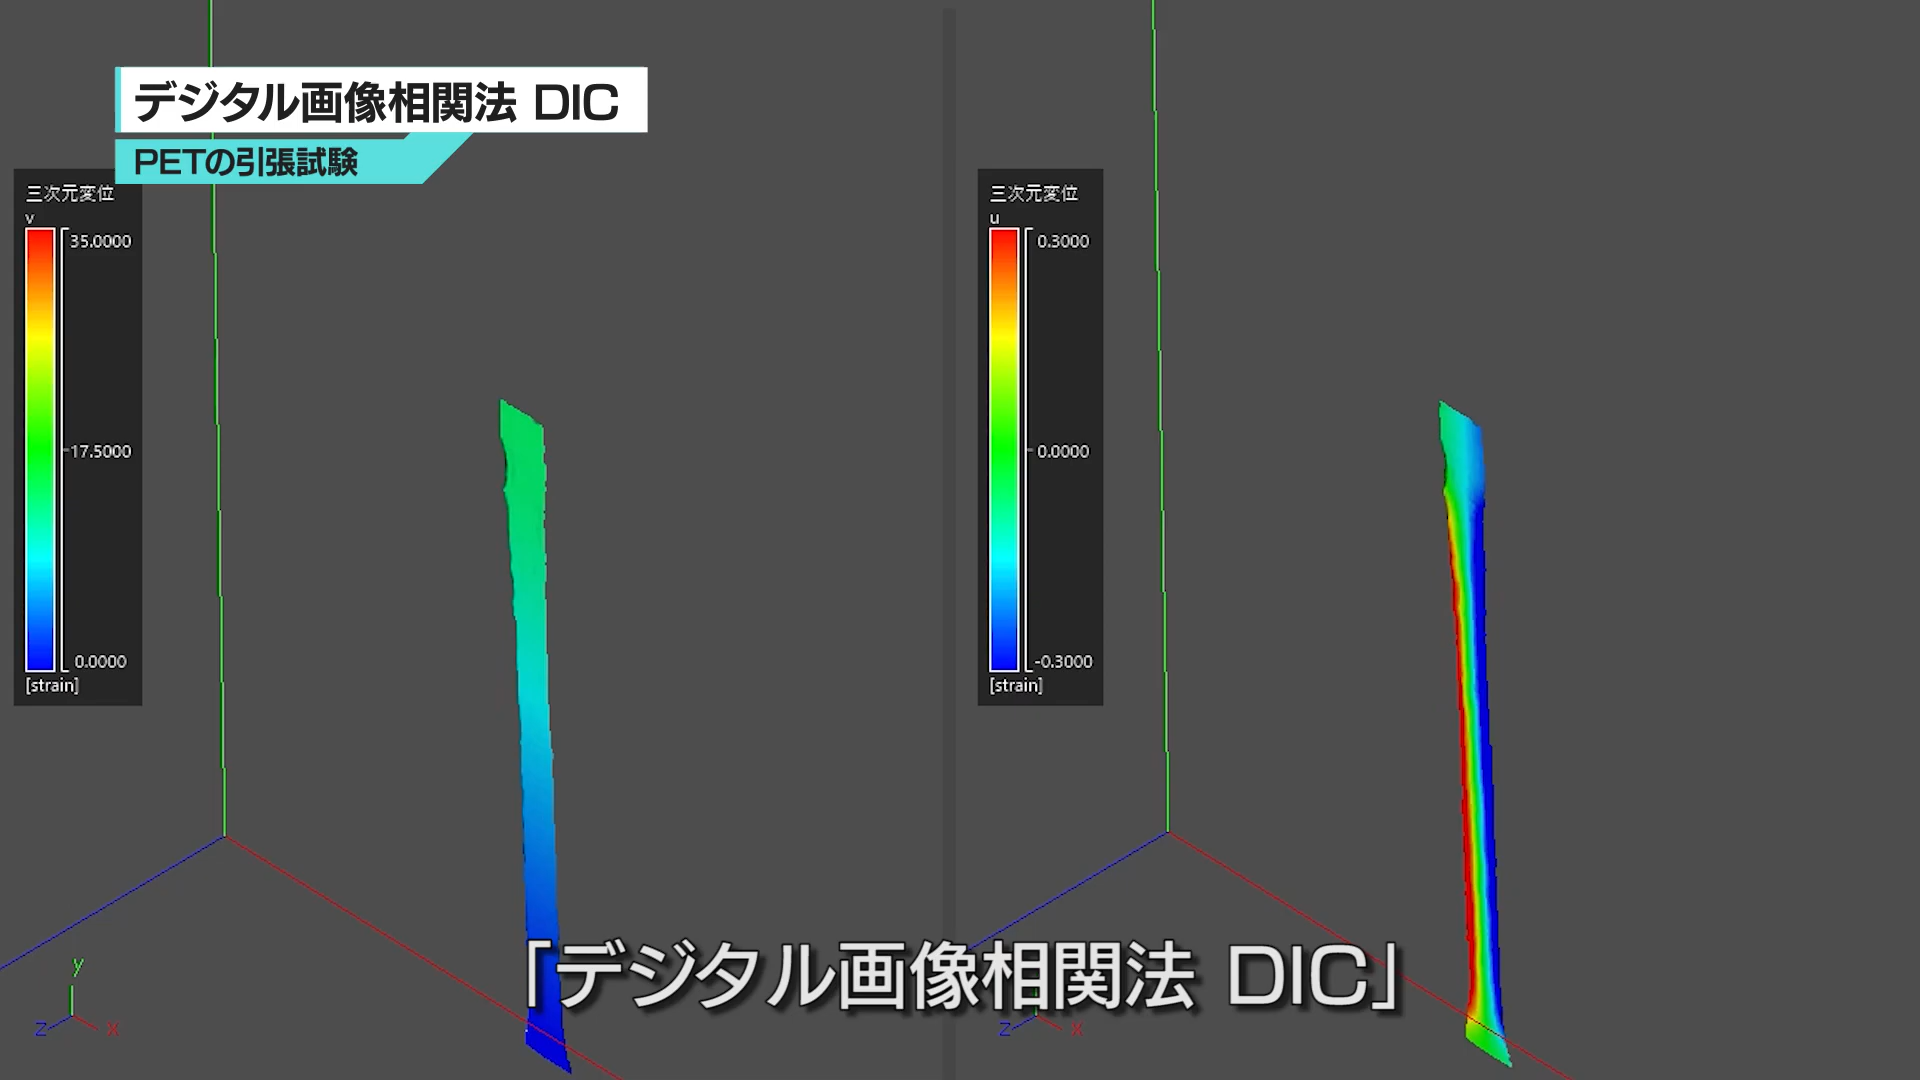 デジタル画像相関法 DIC
PETの引張試験
三次元変位
v
35.0000
17.5000
0.0000
[strain]
三次元変位
u
0.3000
0.0000
-0.3000
[strain]
y
z
x
z
x
「デジタル画像相関法 DIC」